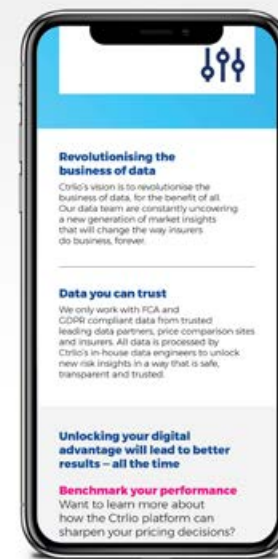 Revolutionising the
business of data
Ctrlio's vision is to revolutionise the
business of data, for the benefit of all.
Our data team are constantly uncovering
a new generation of market insights
that will change the way insurers
do business, forever.
Data you can trust
We only work with FCA and
GDPR compliant data from trusted
leading data partners, price comparison sites
and insurers. All data is processed by
Ctrlio's in-house data engineers to unlock
new risk insights in a way that is safe,
transparent and trusted.
Unlocking your digital
advantage will lead to better
results – all the time
Benchmark your performance
Want to learn more about
how the Ctrlio platform can
sharpen your pricing decisions?